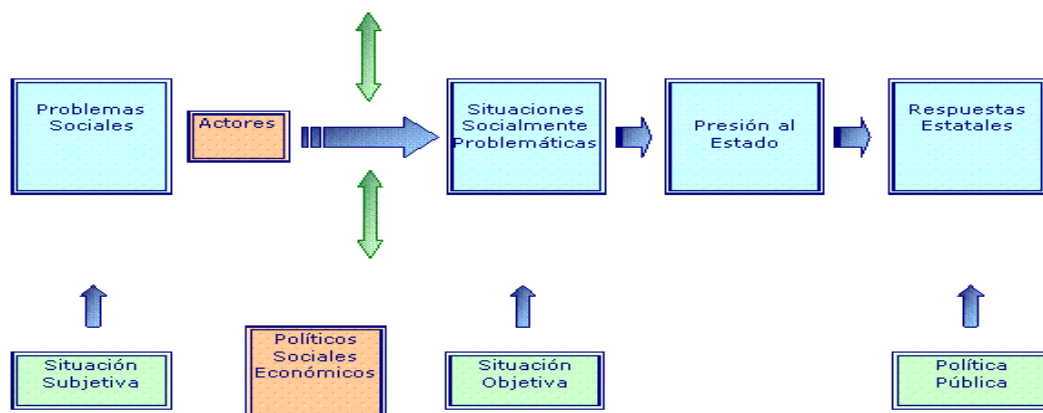 Problemas
Sociales
Actores
Situaciones
Socialmente
Problemáticas
Presión al
Estado
Respuestas
Estatales
Situación
Subjetiva
Políticos
Sociales
Económicos
Situación
Objetiva
Política
Pública